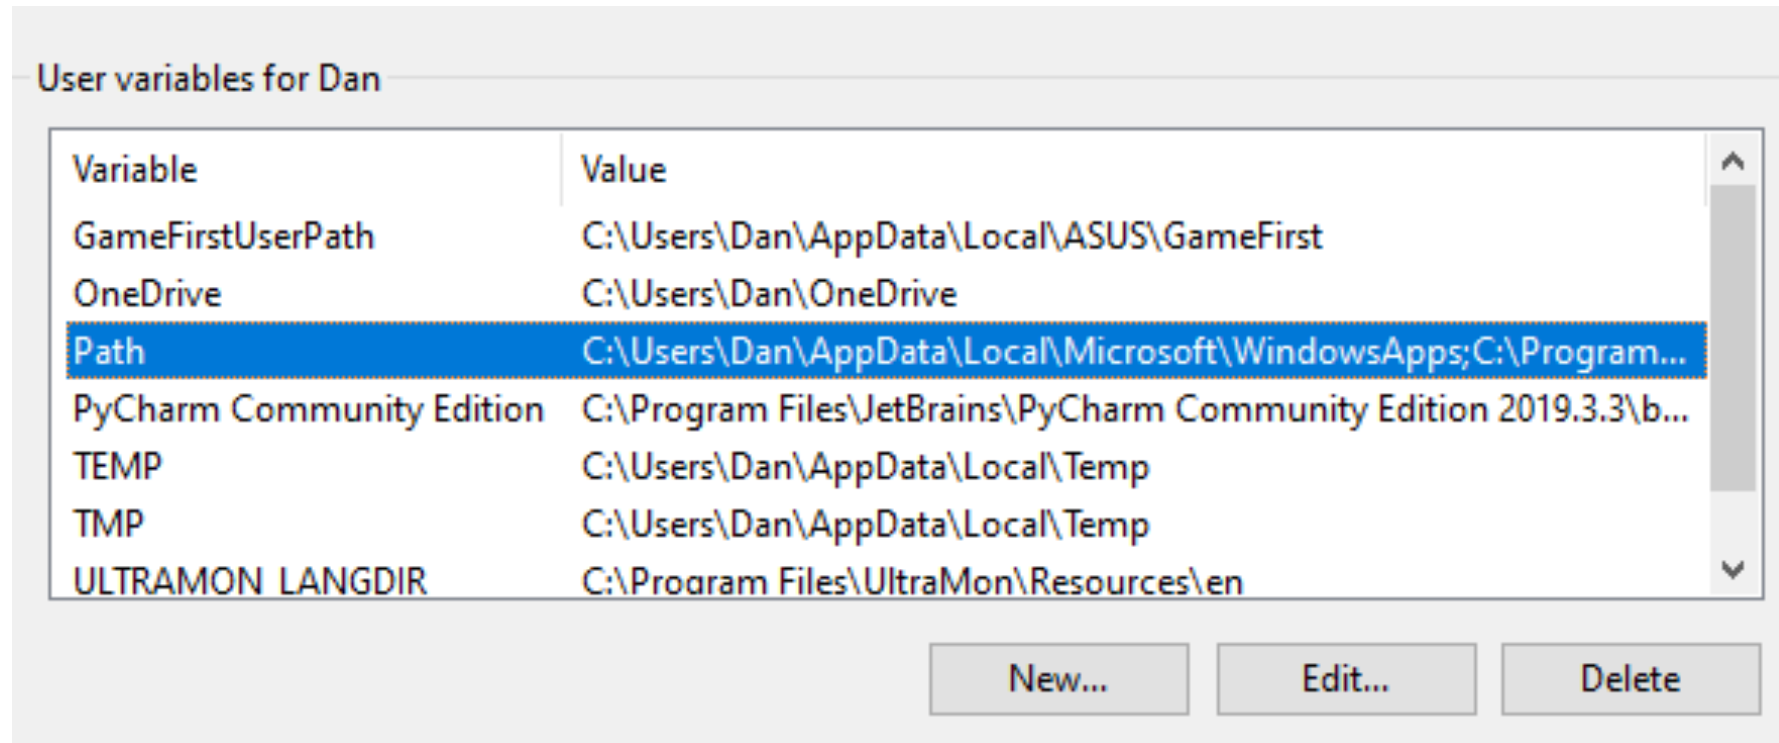 User variables for Dan
Variable Value
GameFirstUserPath C:\Users\Dan\AppData\Local\ASUS\GameFirst
OneDrive C:\Users\Dan\OneDrive
Path C:\Users\Dan\AppData\Local\Microsoft\WindowsApps;C:\Program...
PyCharm Community Edition C:\Program Files\JetBrains\PyCharm Community Edition 2019.3.3\b...
TEMP C:\Users\Dan\AppData\Local\Temp
TMP C:\Users\Dan\AppData\Local\Temp
ULTRAMON_LANGDIR C:\Program Files\UltraMon\Resources\en
New... Edit... Delete